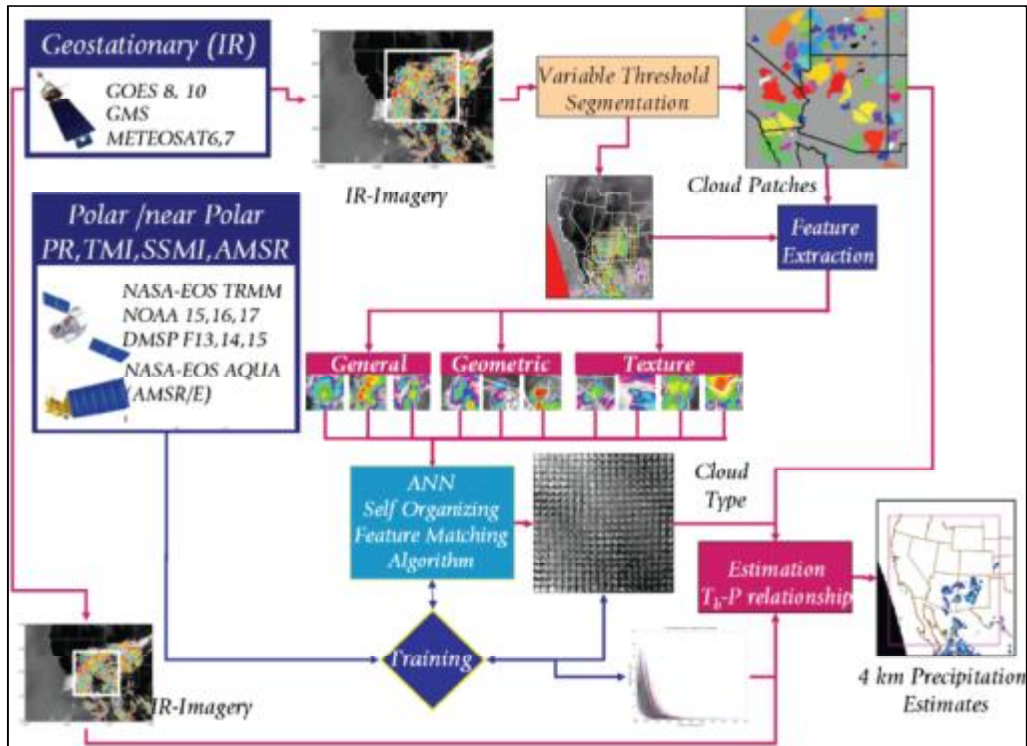 Geostationary (IR)
GOES 8, 10
GMS
METEOSAT6,7
IR-Imagery
Variable Threshold
Segmentation
Cloud Patches
Feature
Extraction
Polar /near Polar
PR,TMI,SSMI,AMSR
NASA-EOS TRMM
NOAA 15,16,17
DMSP F13,14,15
NASA-EOS AQUA
(AMSR/E)
General
Geometric
Texture
ANN
Self Organizing
Feature Matching
Algorithm
Cloud
Type
Estimation
Tb-P relationship
Training
IR-Imagery
4 km Precipitation
Estimates